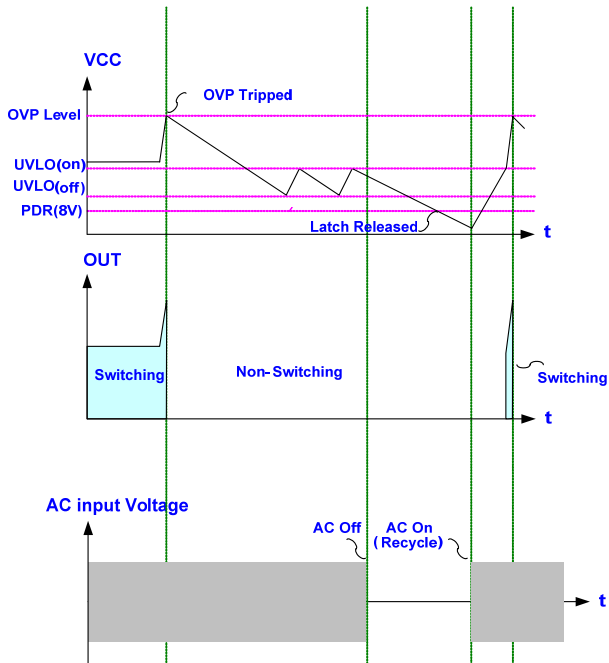 VCC
OVP Tripped
OVP Level
UVLO(on)
UVLO(off)
PDR(8V)
Latch Released
t
OUT
Switching
Non-Switching
Switching
t
AC input Voltage
AC Off
AC On
(Recycle)
t